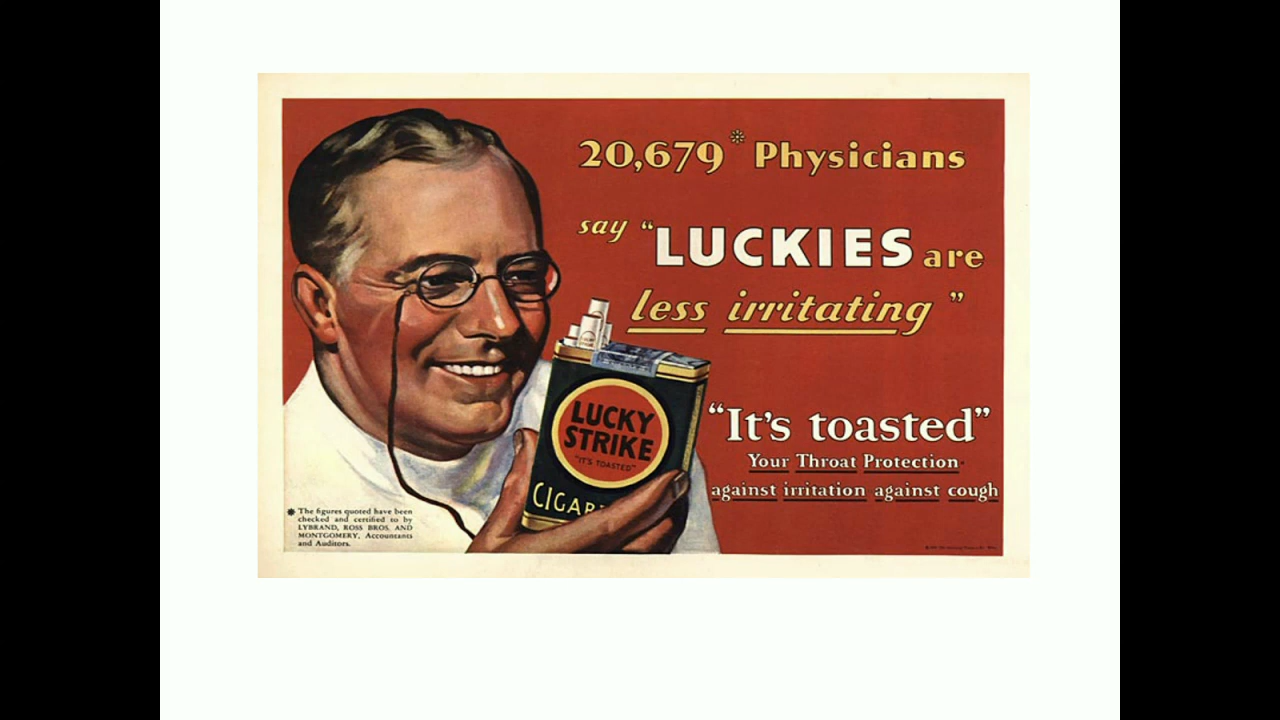 20,679* Physicians
say "LUCKIES are
less irritating"
LUCKY
STRIKE
"IT'S TOASTED"
CIGAR
"It's toasted"
Your Throat Protection
against irritation against cough
* The figures quoted have been
checked and certified to by
LYBRAND, ROSS BROS. AND
MONTGOMERY, Accountants
and Auditors.